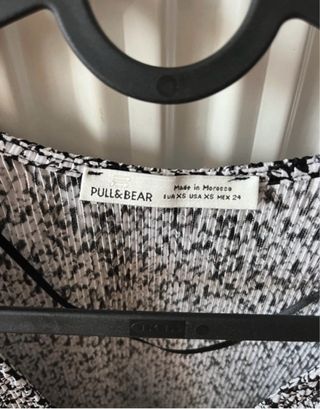 PULL&BEAR
Made in Morocco
EUR XS USA XS MEX 24